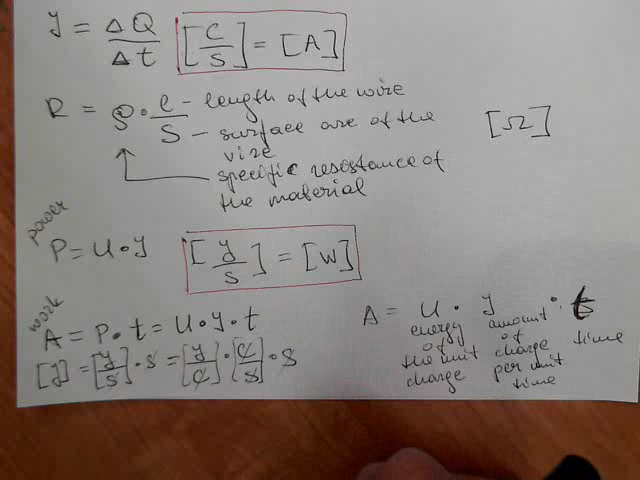 Y = ΔQ/Δt [C/S] = [A]
R = ρ · l/S - length of the wire
- surface are of the
vire
[Ω]
specific resistance of
the material
power
P = U · Y [y/s] = [W]
work
A = P · t = U · Y · t
[y] = [y/s] · s = [y/c] · [c/s] · s
A = U · Y · t
energy of the unit charge
amount of charge per unit time
time